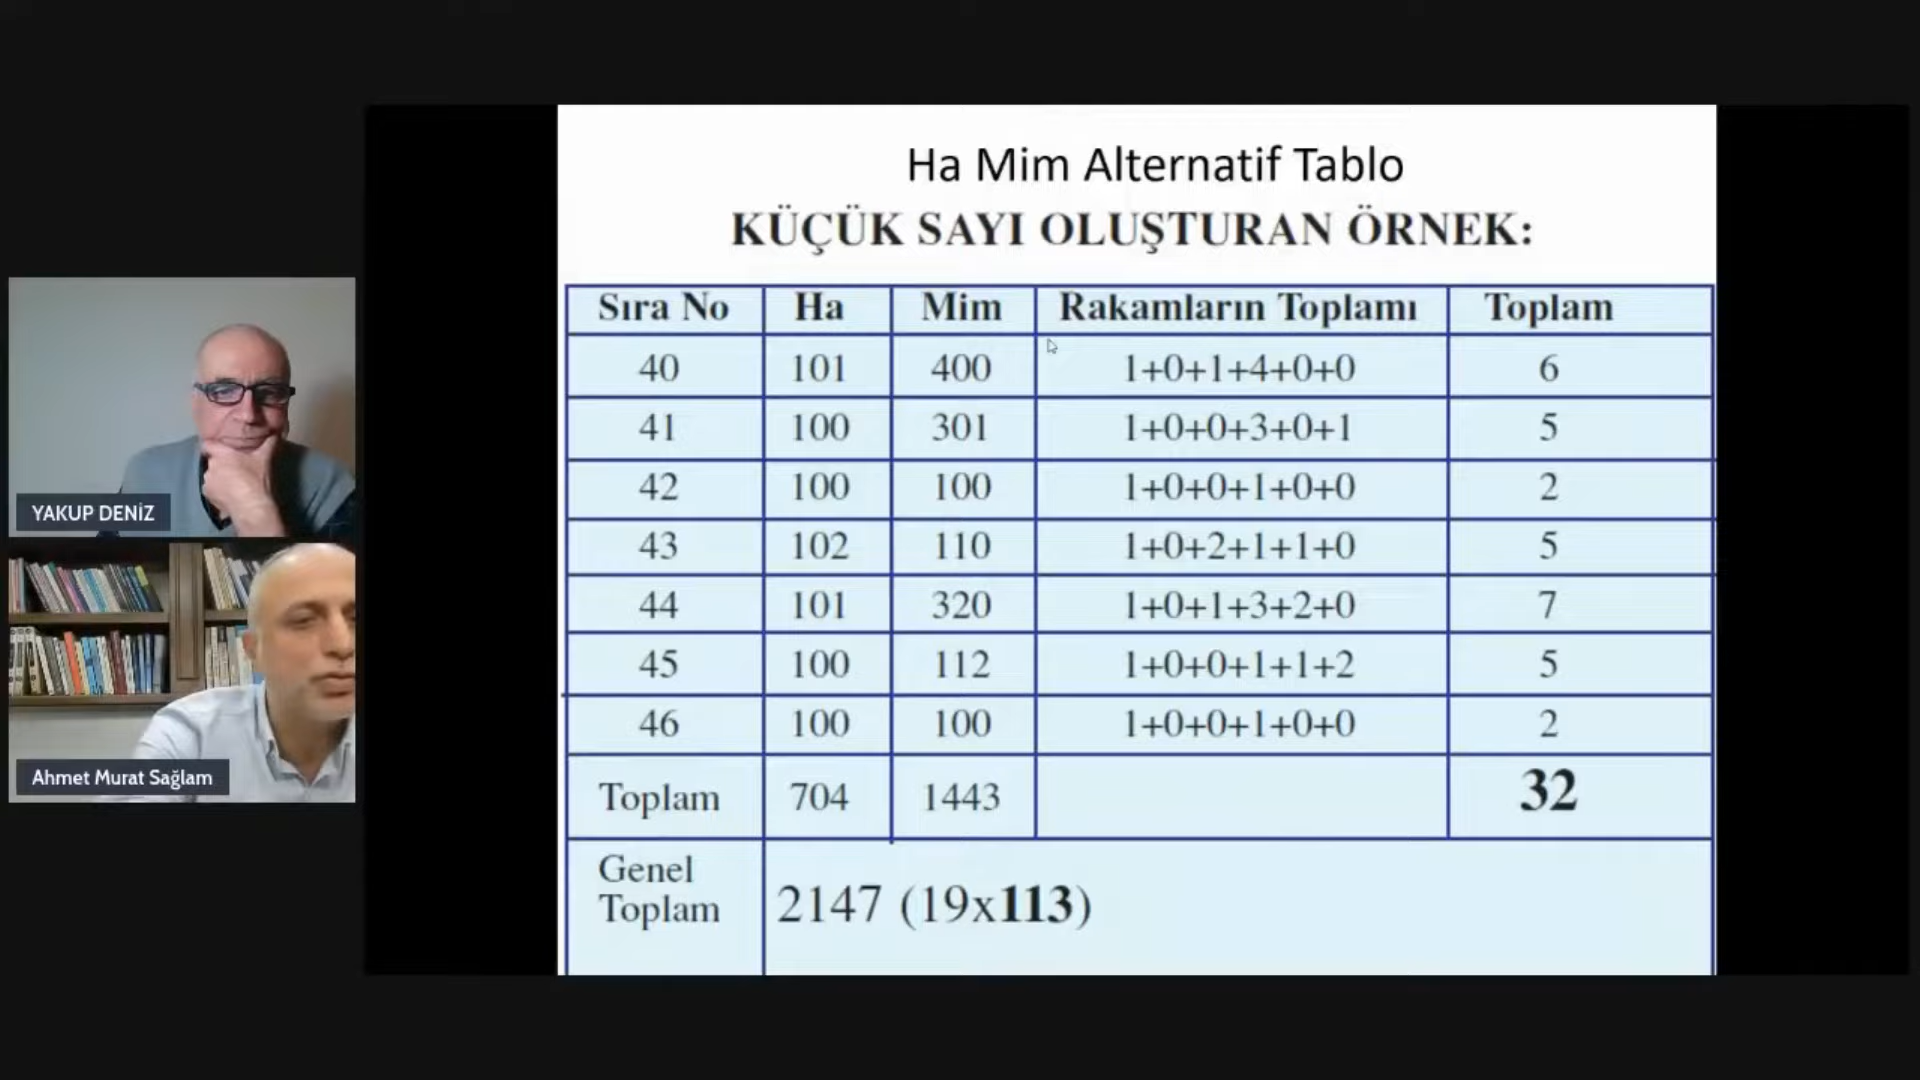 Ha Mim Alternatif Tablo
KÜÇÜK SAYI OLUŞTURAN ÖRNEK:
Sıra No Ha Mim Rakamların Toplamı Toplam
40 101 400 1+0+1+4+0+0 6
41 100 301 1+0+0+3+0+1 5
42 100 100 1+0+0+1+0+0 2
43 102 110 1+0+2+1+1+0 5
44 101 320 1+0+1+3+2+0 7
45 100 112 1+0+0+1+1+2 5
46 100 100 1+0+0+1+0+0 2
Toplam 704 1443 32
Genel
Toplam 2147 (19x113)
YAKUP DENİZ
Ahmet Murat Sağlam